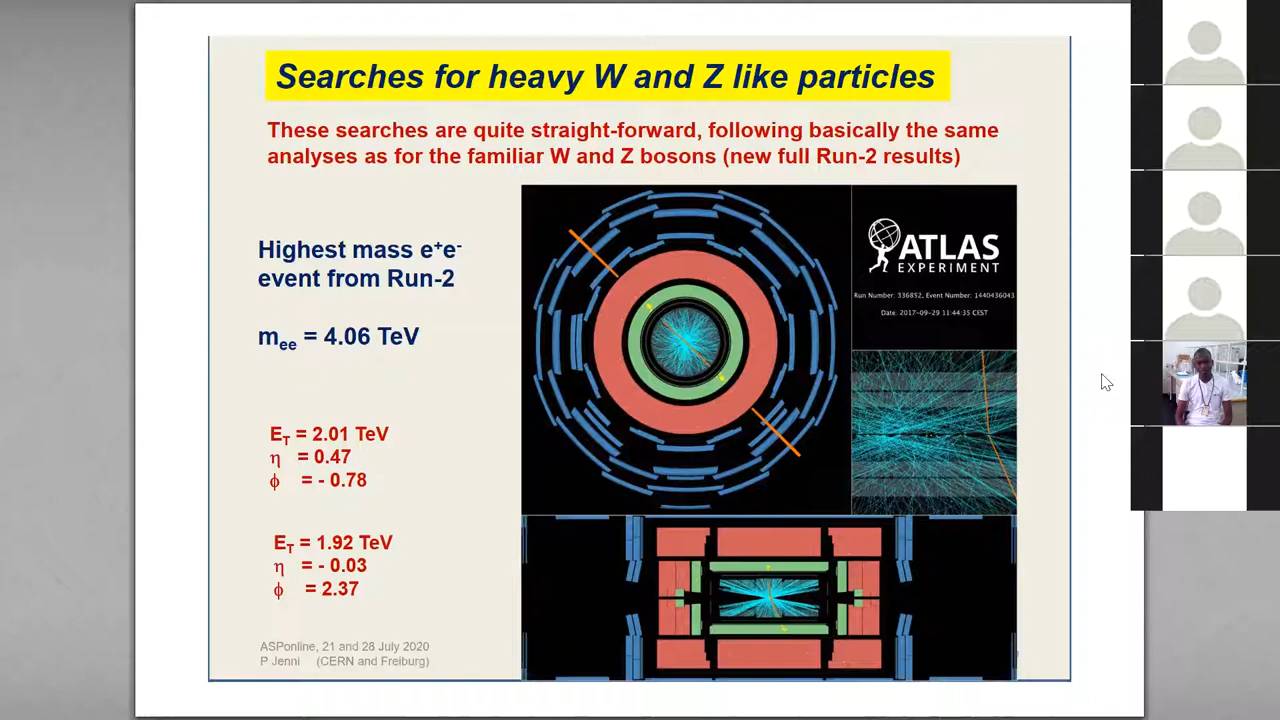 Searches for heavy W and Z like particles
These searches are quite straight-forward, following basically the same
analyses as for the familiar W and Z bosons (new full Run-2 results)
Highest mass e⁺e⁻
event from Run-2
mₑₑ = 4.06 TeV
E_T = 2.01 TeV
η = 0.47
ϕ = - 0.78
E_T = 1.92 TeV
η = - 0.03
ϕ = 2.37
ATLAS
EXPERIMENT
Run Number: 336852, Event Number: 1440436043
Date: 2017-09-29 11:44:35 CEST
ASPonline, 21 and 28 July 2020
P Jenni (CERN and Freiburg)